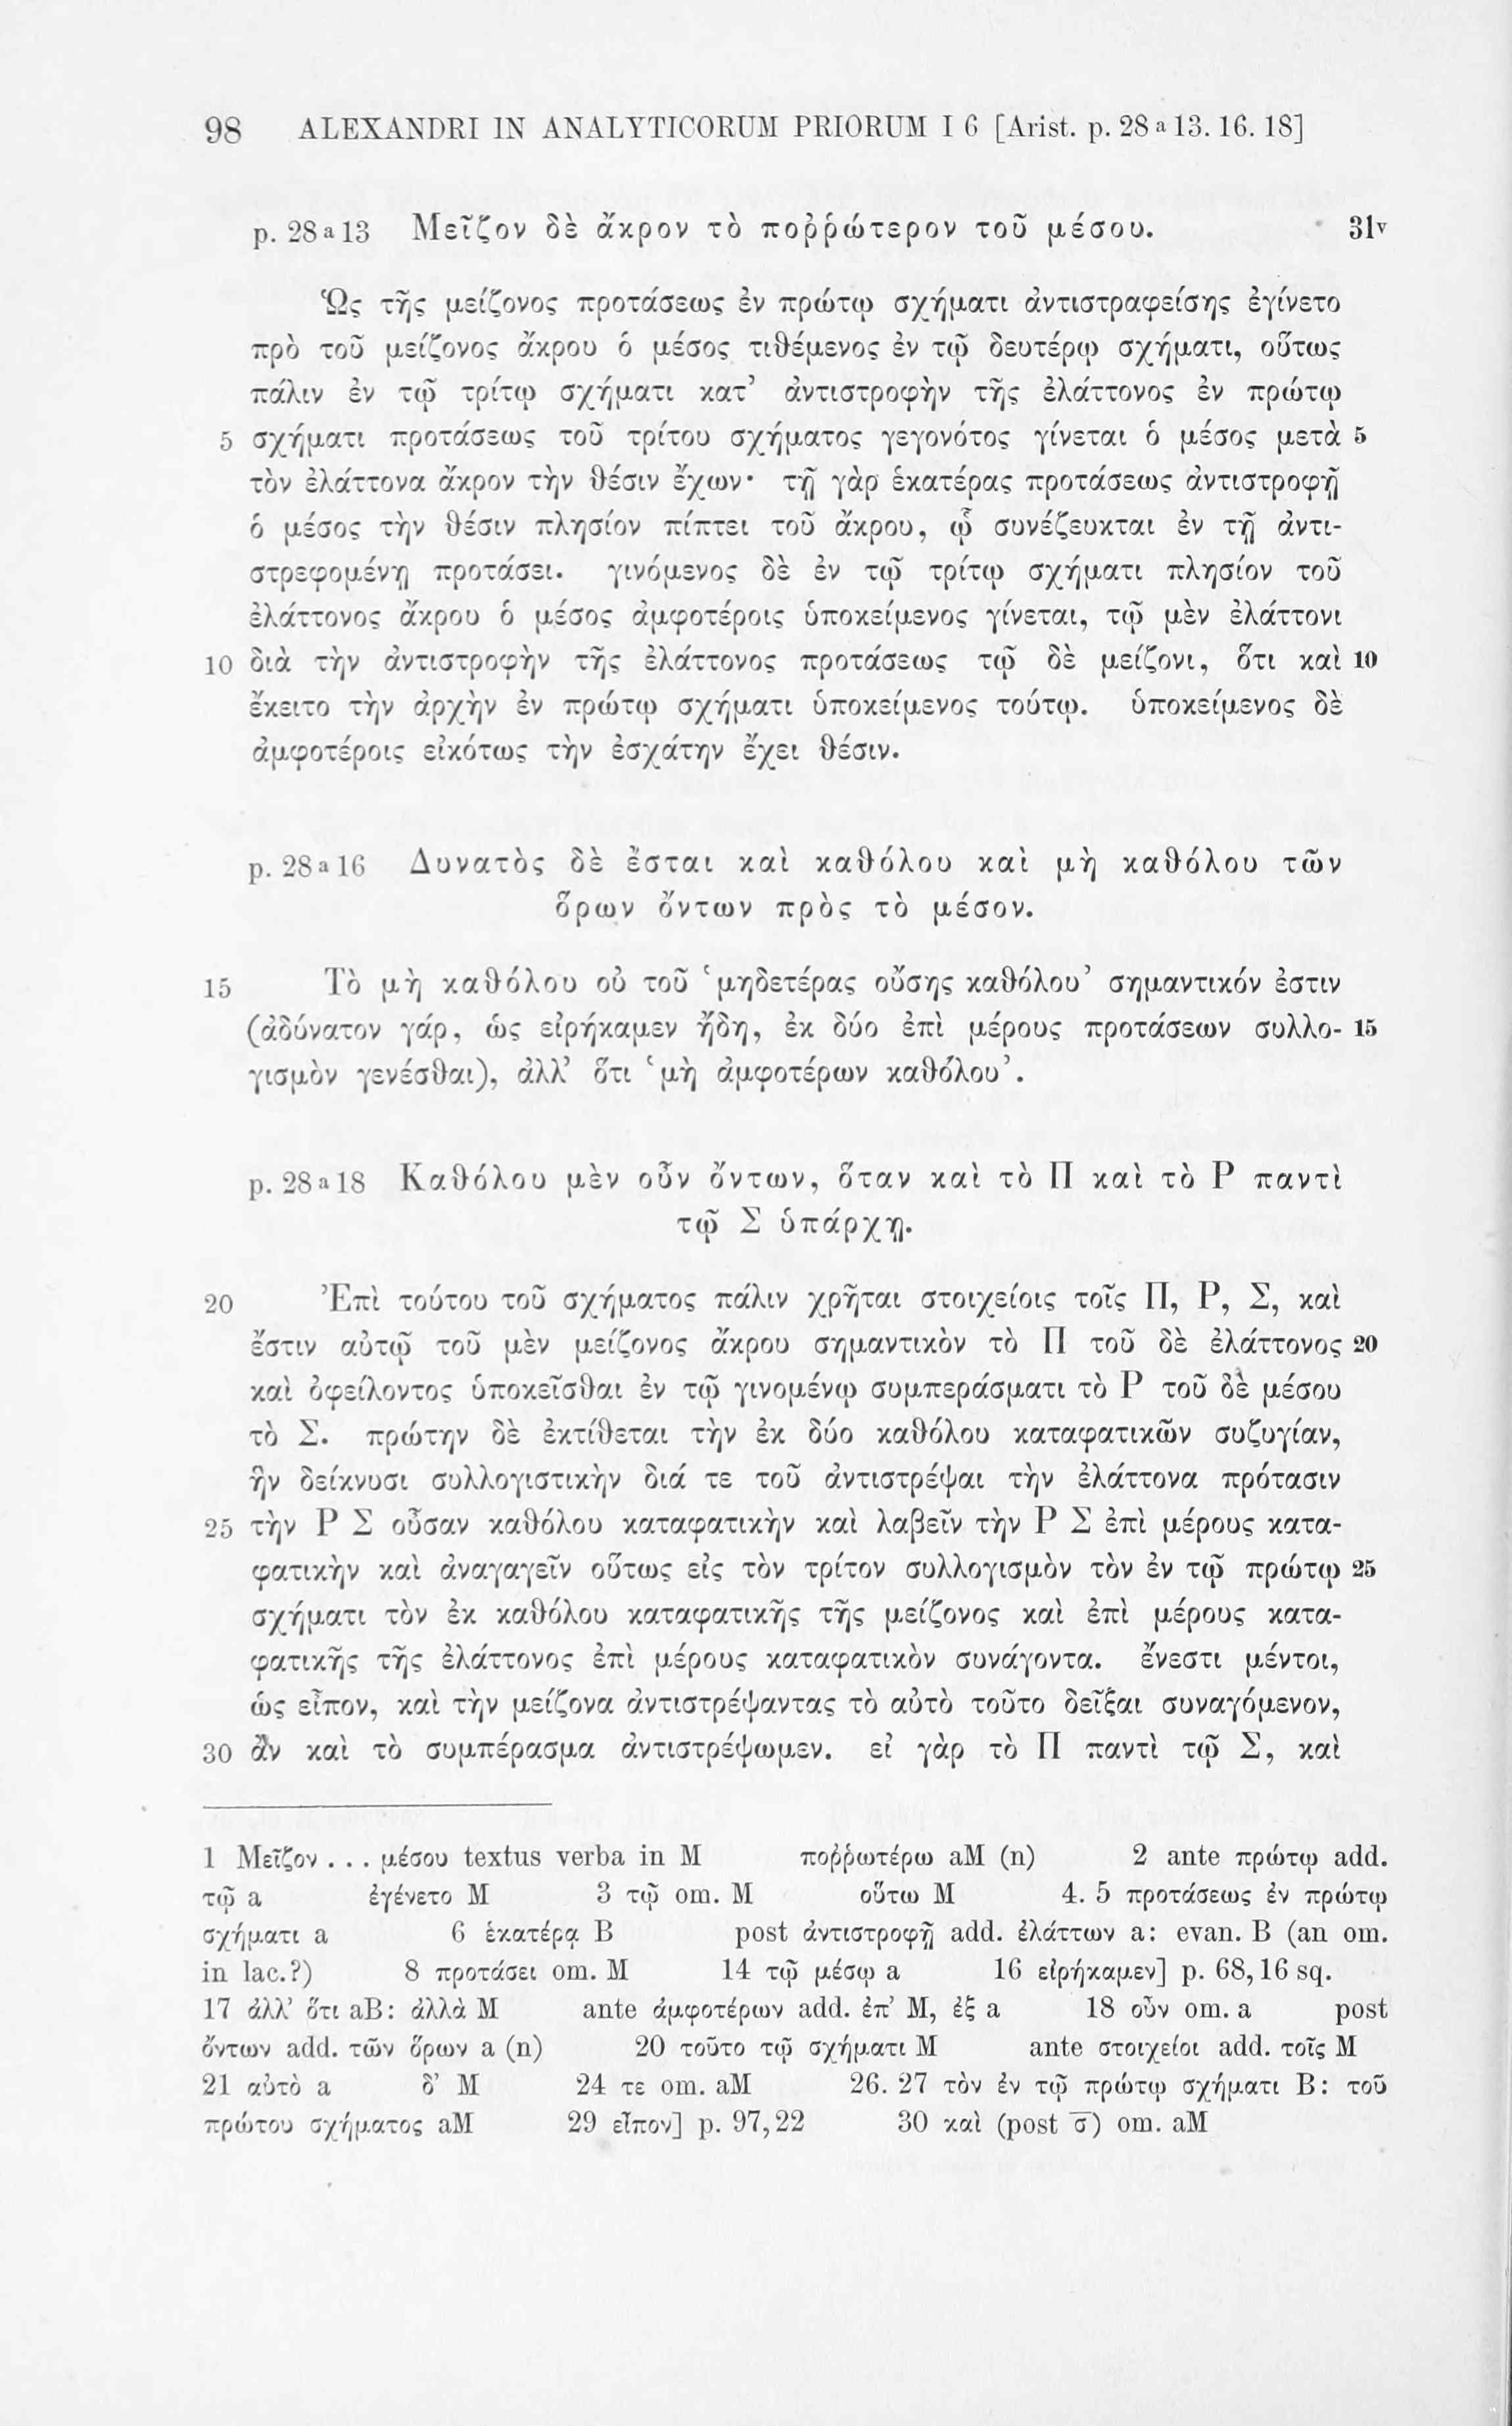 98 ALEXANDRI IN ANALYTICORUM PRIORUM I 6 [Arist. p. 28 a 13. 16. 18]
p. 28 a 13 Μεῖζον δὲ ἄκρον τὸ ποῤῥώτερον τοῦ μέσου. 31v
Ὡς τῆς μείζονος προτάσεως ἐν πρώτῳ σχήματι ἀντιστραφείσης ἐγίνετο
πρὸ τοῦ μείζονος ἄκρου ὁ μέσος τιθέμενος ἐν τῷ δευτέρῳ σχήματι, οὕτως
πάλιν ἐν τῷ τρίτῳ σχήματι κατ’ ἀντιστροφὴν τῆς ἐλάττονος ἐν πρώτῳ
5 σχήματι προτάσεως τοῦ τρίτου σχήματος γεγονότος γίνεται ὁ μέσος μετὰ 5
τὸν ἐλάττονα ἄκρον τὴν θέσιν ἔχων· τῇ γὰρ ἑκατέρας προτάσεως ἀντιστροφῇ
ὁ μέσος τὴν θέσιν πλησίον πίπτει τοῦ ἄκρου, ᾧ συνέζευκται ἐν τῇ ἀντι-
στρεφομένῃ προτάσει. γινόμενος δὲ ἐν τῷ τρίτῳ σχήματι πλησίον τοῦ
ἐλάττονος ἄκρου ὁ μέσος ἀμφοτέροις ὑποκείμενος γίνεται, τῷ μὲν ἐλάττονι
10 διὰ τὴν ἀντιστροφὴν τῆς ἐλάττονος προτάσεως τῷ δὲ μείζονι, ὅτι καὶ 10
ἔκειτο τὴν ἀρχὴν ἐν πρώτῳ σχήματι ὑποκείμενος τούτῳ. ὑποκείμενος δὲ
ἀμφοτέροις εἰκότως τὴν ἐσχάτην ἔχει θέσιν.
p. 28 a 16 Δυνατὸς δὲ ἔσται καὶ καθόλου καὶ μὴ καθόλου τῶν
ὅρων ὄντων πρὸς τὸ μέσον.
15 Τὸ μὴ καθόλου οὐ τοῦ ‘μηδετέρας οὔσης καθόλου’ σημαντικόν ἐστιν
(ἀδύνατον γάρ, ὡς εἰρήκαμεν ἤδη, ἐκ δύο ἐπὶ μέρους προτάσεων συλλο- 15
γισμὸν γενέσθαι), ἀλλ’ ὅτι ‘μὴ ἀμφοτέρων καθόλου’.
p. 28 a 18 Καθόλου μὲν οὖν ὄντων, ὅταν καὶ τὸ Π καὶ τὸ Ρ παντὶ
τῷ Σ ὑπάρχῃ.
20 Ἐπὶ τούτου τοῦ σχήματος πάλιν χρῆται στοιχείοις τοῖς Π, Ρ, Σ, καὶ
ἔστιν αὐτῷ τοῦ μὲν μείζονος ἄκρου σημαντικὸν τὸ Π τοῦ δὲ ἐλάττονος 20
καὶ ὀφείλοντος ὑποκεῖσθαι ἐν τῷ γινομένῳ συμπεράσματι τὸ Ρ τοῦ δὲ μέσου
τὸ Σ. πρώτην δὲ ἐκτίθεται τὴν ἐκ δύο καθόλου καταφατικῶν συζυγίαν,
ἣν δείκνυσι συλλογιστικὴν διά τε τοῦ ἀντιστρέψαι τὴν ἐλάττονα πρότασιν
25 τὴν Ρ Σ οὖσαν καθόλου καταφατικὴν καὶ λαβεῖν τὴν Ρ Σ ἐπὶ μέρους κατα-
φατικὴν καὶ ἀναγαγεῖν οὕτως εἰς τὸν τρίτον συλλογισμὸν τὸν ἐν τῷ πρώτῳ 25
σχήματι τὸν ἐκ καθόλου καταφατικῆς τῆς μείζονος καὶ ἐπὶ μέρους κατα-
φατικῆς τῆς ἐλάττονος ἐπὶ μέρους καταφατικὸν συνάγοντα. ἔνεστι μέντοι,
ὡς εἶπον, καὶ τὴν μείζονα ἀντιστρέψαντας τὸ αὐτὸ τοῦτο δεῖξαι συναγόμενον,
30 ἂν καὶ τὸ συμπέρασμα ἀντιστρέψωμεν. εἰ γὰρ τὸ Π παντὶ τῷ Σ, καὶ
1 Μεῖζον . . . μέσου textus verba in M ποῤῥωτέρω aM (n) 2 ante πρώτῳ add.
τῷ a ἐγένετο M 3 τῷ om. M οὕτω M 4. 5 προτάσεως ἐν πρώτῳ
σχήματι a 6 ἑκατέρᾳ B post ἀντιστροφῇ add. ἐλάττων a: evan. B (an om.
in lac.?) 8 προτάσει om. M 14 τῷ μέσῳ a 16 εἰρήκαμεν] p. 68,16 sq.
17 ἀλλ’ ὅτι aB: ἀλλὰ M ante ἀμφοτέρων add. ἐπ’ M, ἐξ a 18 οὖν om. a post
ὄντων add. τῶν ὅρων a (n) 20 τοῦτο τῷ σχήματι M ante στοιχείοι add. τοῖς M
21 αὐτὸ a δ’ M 24 τε om. aM 26. 27 τὸν ἐν τῷ πρώτῳ σχήματι B: τοῦ
πρώτου σχήματος aM 29 εἶπον] p. 97,22 30 καὶ (post σ̅) om. aM